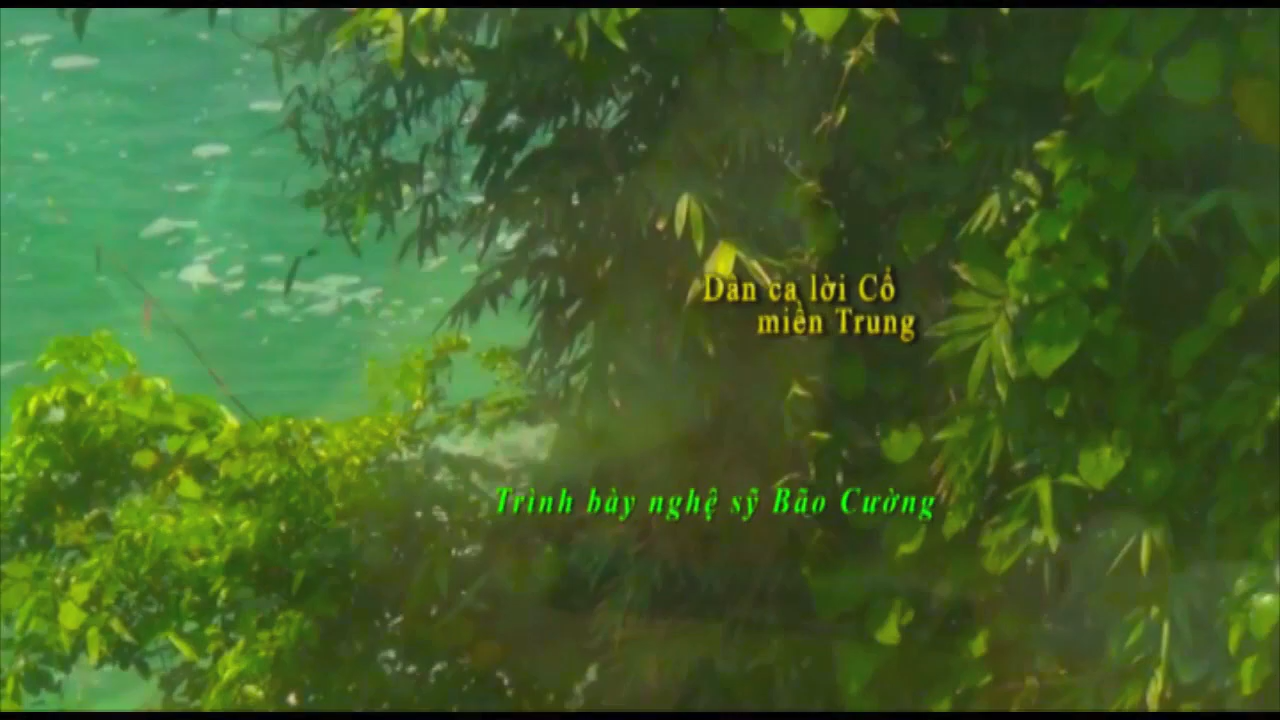 Dân ca lời Cổ
miền Trung
Trình bày nghệ sỹ Bão Cường